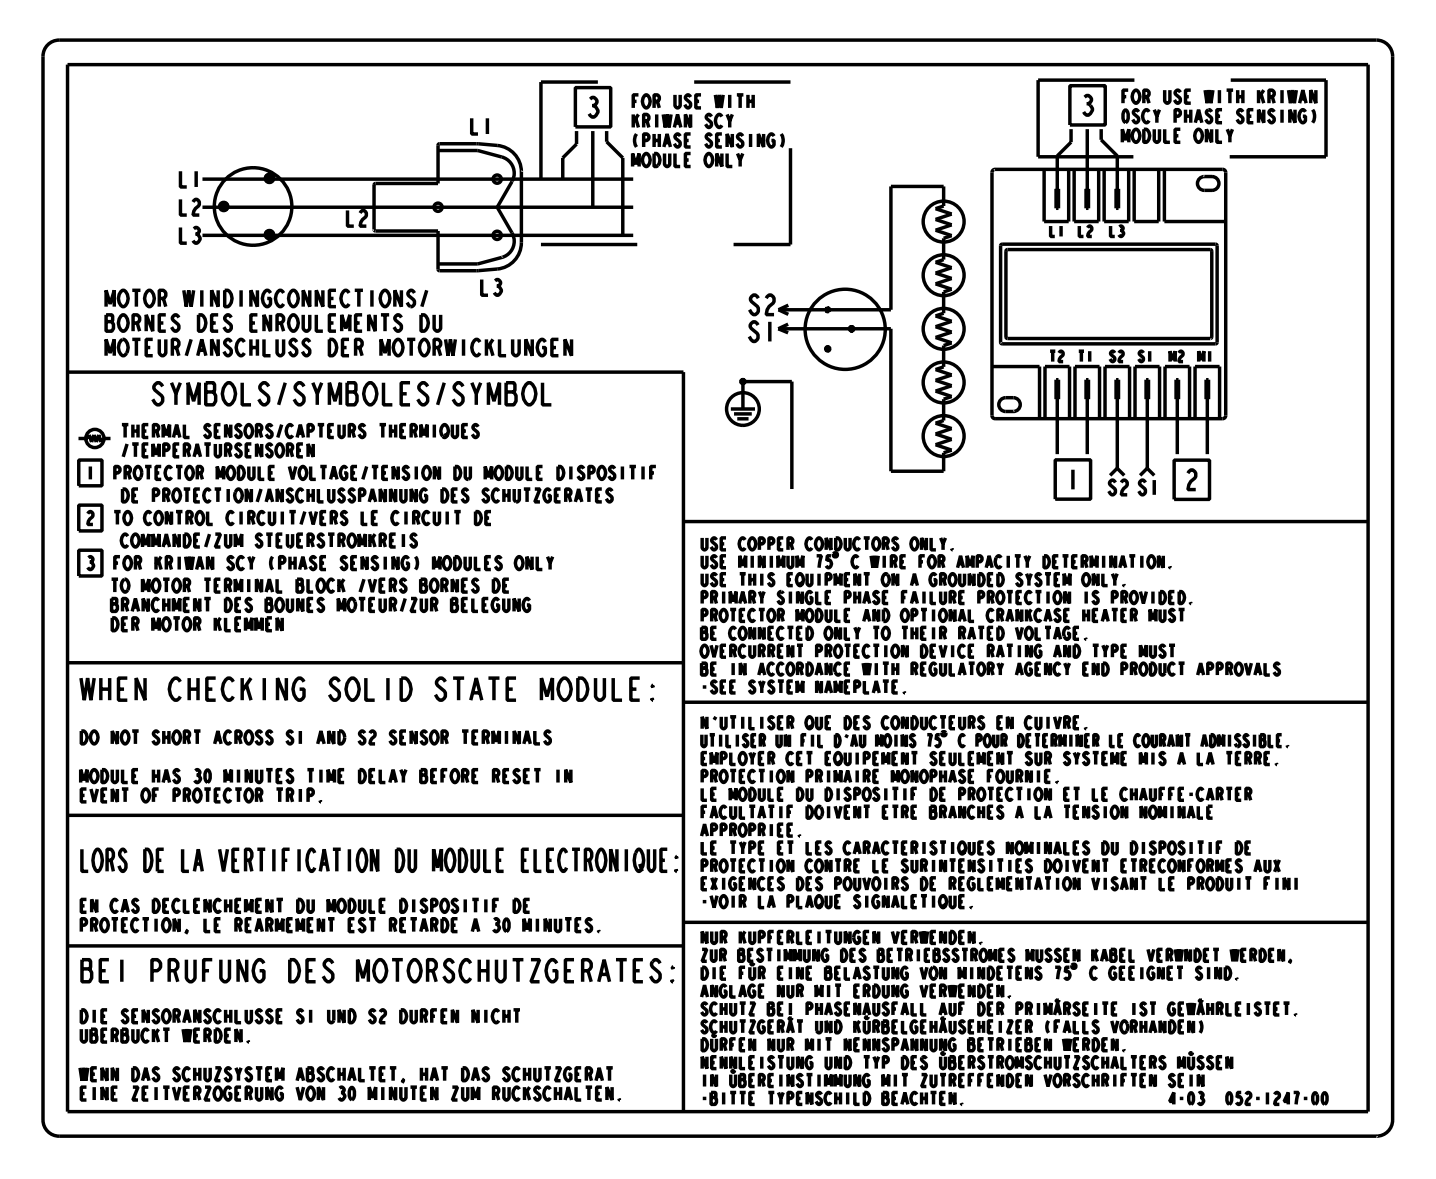 L1
L1
L2
L3
L2
L3
3
FOR USE WITH
KRIWAN SCY
(PHASE SENSING)
MODULE ONLY
MOTOR WINDINGCONNECTIONS/
BORNES DES ENROULEMENTS DU
MOTEUR/ANSCHLUSS DER MOTORWICKLUNGEN
3
FOR USE WITH KRIWAN
OSCY PHASE SENSING)
MODULE ONLY
L1 L2 L3
S2
S1
T2 T1 S2 S1 M2 M1
1
S2 S1
2
SYMBOLS/SYMBOLES/SYMBOL
THERMAL SENSORS/CAPTEURS THERMIQUES
/TEMPERATURSENSOREN
1 PROTECTOR MODULE VOLTAGE/TENSION DU MODULE DISPOSITIF
DE PROTECTION/ANSCHLUSSPANNUNG DES SCHUTZGERATES
2 TO CONTROL CIRCUIT/VERS LE CIRCUIT DE
COMMANDE/ZUM STEUERSTROMKREIS
3 FOR KRIWAN SCY (PHASE SENSING) MODULES ONLY
TO MOTOR TERMINAL BLOCK /VERS BORNES DE
BRANCHMENT DES BOUNES MOTEUR/ZUR BELEGUNG
DER MOTOR KLEMMEN
WHEN CHECKING SOLID STATE MODULE:
DO NOT SHORT ACROSS S1 AND S2 SENSOR TERMINALS
MODULE HAS 30 MINUTES TIME DELAY BEFORE RESET IN
EVENT OF PROTECTOR TRIP.
LORS DE LA VERTIFICATION DU MODULE ELECTRONIQUE:
EN CAS DECLENCHEMENT DU MODULE DISPOSITIF DE
PROTECTION, LE REARMEMENT EST RETARDE A 30 MINUTES.
BEI PRUFUNG DES MOTORSCHUTZGERATES:
DIE SENSORANSCHLUSSE S1 UND S2 DURFEN NICHT
UBERBUCKT WERDEN.
WENN DAS SCHUZSYSTEM ABSCHALTET, HAT DAS SCHUTZGERAT
EINE ZEITVERZOGERUNG VON 30 MINUTEN ZUM RUCKSCHALTEN.
USE COPPER CONDUCTORS ONLY.
USE MINIMUM 75° C WIRE FOR AMPACITY DETERMINATION.
USE THIS EQUIPMENT ON A GROUNDED SYSTEM ONLY.
PRIMARY SINGLE PHASE FAILURE PROTECTION IS PROVIDED.
PROTECTOR MODULE AND OPTIONAL CRANKCASE HEATER MUST
BE CONNECTED ONLY TO THEIR RATED VOLTAGE.
OVERCURRENT PROTECTION DEVICE RATING AND TYPE MUST
BE IN ACCORDANCE WITH REGULATORY AGENCY END PRODUCT APPROVALS
-SEE SYSTEM NAMEPLATE.
N'UTILISER QUE DES CONDUCTEURS EN CUIVRE.
UTILISER UN FIL D'AU MOINS 75° C POUR DETERMINER LE COURANT ADMISSIBLE.
EMPLOYER CET EQUIPEMENT SEULEMENT SUR SYSTEME MIS A LA TERRE.
PROTECTION PRIMAIRE MONOPHASE FOURNIE.
LE MODULE DU DISPOSITIF DE PROTECTION ET LE CHAUFFE-CARTER
FACULTATIF DOIVENT ETRE BRANCHES A LA TENSION NOMINALE
APPROPRIEE.
LE TYPE ET LES CARACTERISTIQUES NOMINALES DU DISPOSITIF DE
PROTECTION CONTRE LE SURINTENSITIES DOIVENT ETRECONFORMES AUX
EXIGENCES DES POUVOIRS DE REGLEMENTATION VISANT LE PRODUIT FINI
-VOIR LA PLAQUE SIGNALETIQUE.
NUR KUPFERLEITUNGEN VERWENDEN.
ZUR BESTIMMUNG DES BETRIEBSSTROMES MUSSEN KABEL VERWNDET WERDEN,
DIE FÜR EINE BELASTUNG VON MINDETENS 75° C GEEIGNET SIND.
ANGLAGE NUR MIT ERDUNG VERWENDEN.
SCHUTZ BEI PHASENAUSFALL AUF DER PRIMÄRSEITE IST GEWÄHRLEISTET.
SCHUTZGERÄT UND KÜRBELGEHÄUSEHEIZER (FALLS VORHANDEN)
DÜRFEN NUR MIT NENNSPANNUNG BETRIEBEN WERDEN.
NENNLEISTUNG UND TYP DES ÜBERSTROMSCHUTZSCHALTERS MÜSSEN
IN ÜBEREINSTIMMUNG MIT ZUTREFFENDEN VORSCHRIFTEN SEIN
-BITTE TYPENSCHILD BEACHTEN.
4-03 052-1247-00